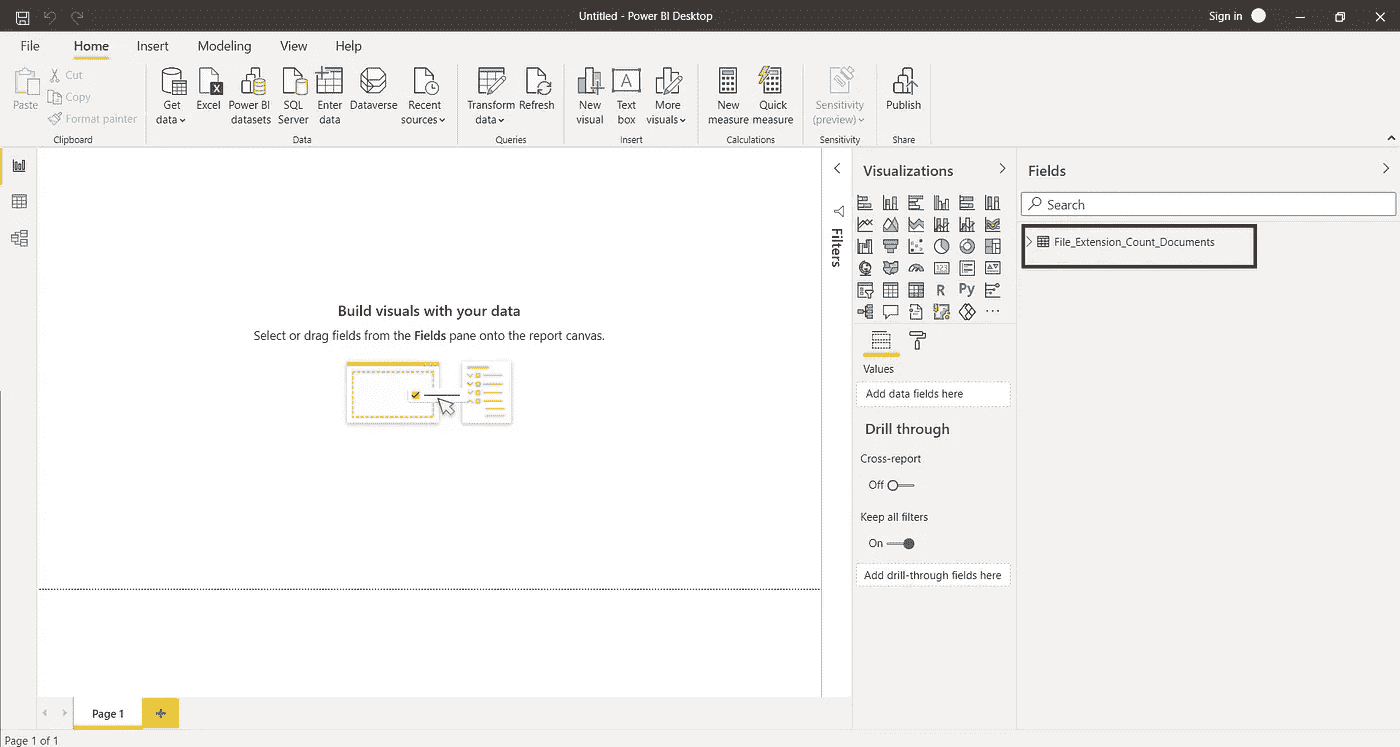 Untitled - Power BI Desktop
Sign in
File Home Insert Modeling View Help
Paste
Cut
Copy
Format painter
Clipboard
Get data
Excel
Power BI datasets
SQL Server
Enter data
Dataverse
Recent sources
Data
Transform data
Refresh
Queries
New visual
A
Text box
More visuals
Insert
New measure
Quick measure
Calculations
Sensitivity (preview)
Sensitivity
Publish
Share
Build visuals with your data
Select or drag fields from the Fields pane onto the report canvas.
Filters
Visualizations
123
R Py
Values
Add data fields here
Drill through
Cross-report
Off
Keep all filters
On
Add drill-through fields here
Fields
Search
File_Extension_Count_Documents
Page 1
Page 1 of 1